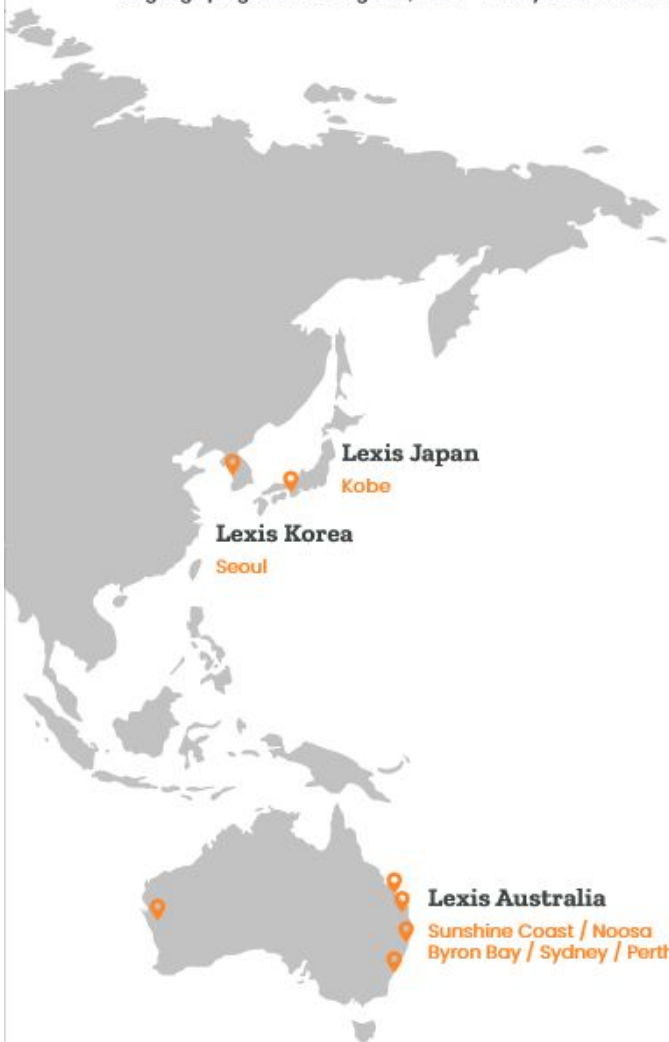 Lexis Japan
Kobe
Lexis Korea
Seoul
Lexis Australia
Sunshine Coast / Noosa
Byron Bay / Sydney / Perth